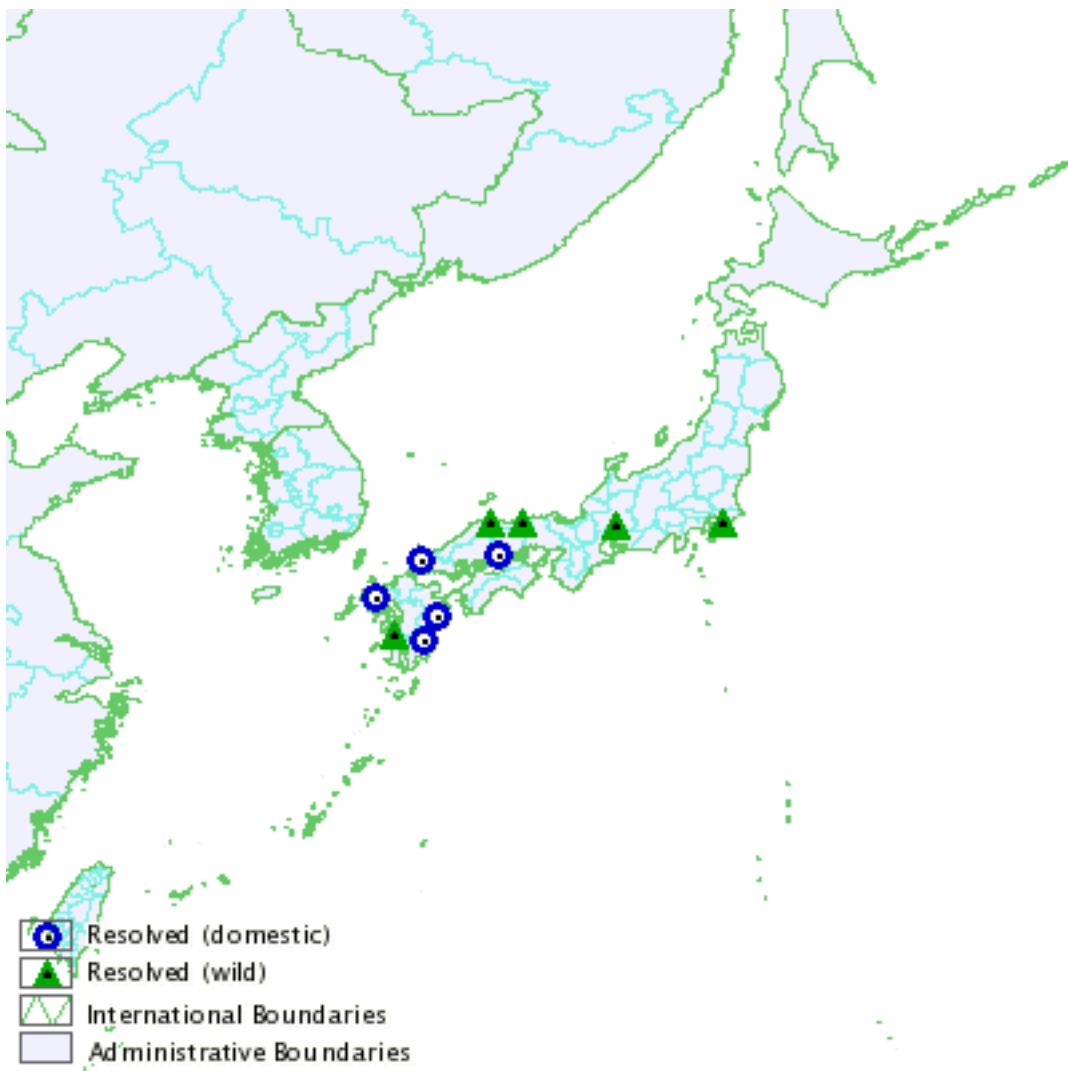 Resolved (domestic)
Resolved (wild)
International Boundaries
Administrative Boundaries